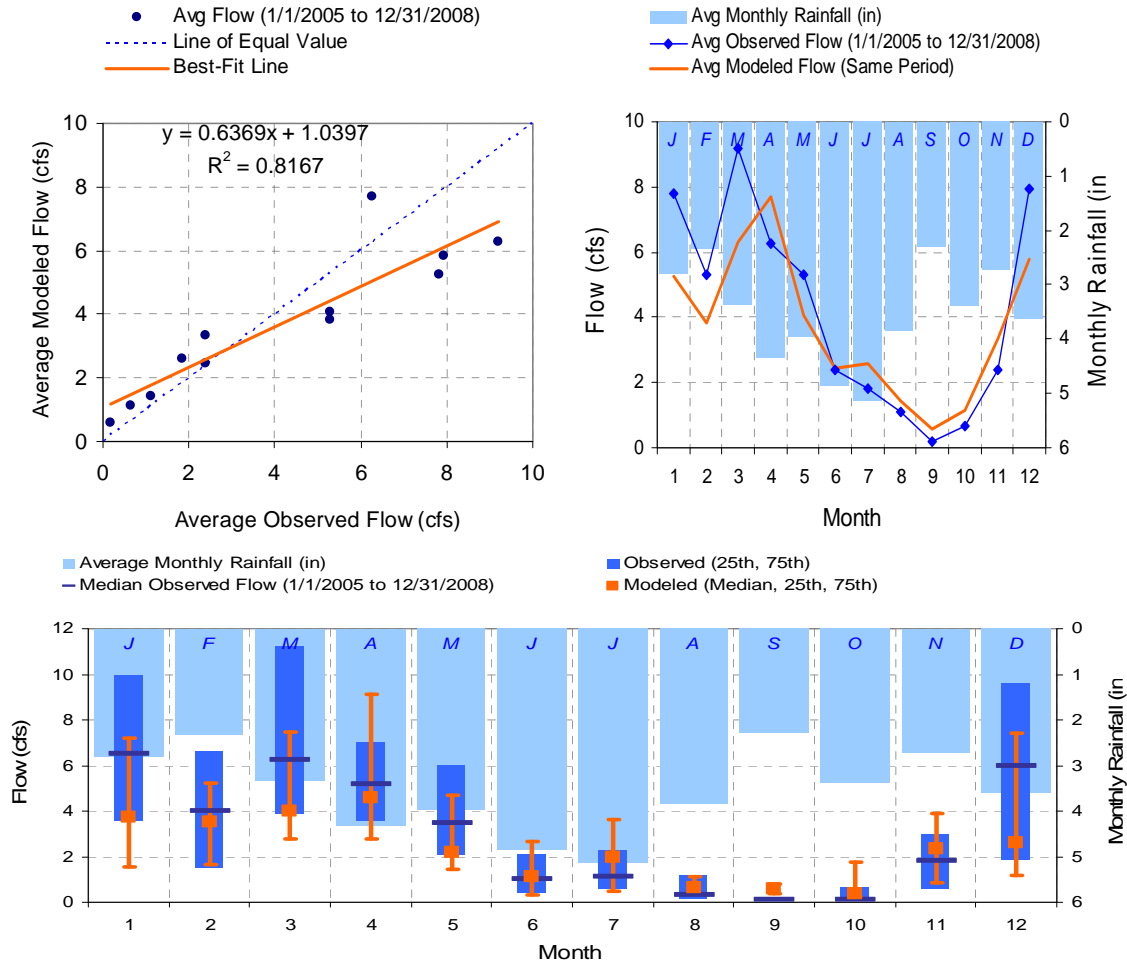 Avg Flow (1/1/2005 to 12/31/2008)
Line of Equal Value
Best-Fit Line
y = 0.6369x + 1.0397
R² = 0.8167
Average Modeled Flow (cfs)
10
8
6
4
2
0
0 2 4 6 8 10
Average Observed Flow (cfs)
Avg Monthly Rainfall (in)
Avg Observed Flow (1/1/2005 to 12/31/2008)
Avg Modeled Flow (Same Period)
J F M A M J J A S O N D
Flow (cfs)
10
8
6
4
2
0
Monthly Rainfall (in
0
1
2
3
4
5
6
1 2 3 4 5 6 7 8 9 10 11 12
Month
Average Monthly Rainfall (in)
Median Observed Flow (1/1/2005 to 12/31/2008)
Observed (25th, 75th)
Modeled (Median, 25th, 75th)
J F M A M J J A S O N D
Flow (cfs)
12
10
8
6
4
2
0
Monthly Rainfall (in
0
1
2
3
4
5
6
1 2 3 4 5 6 7 8 9 10 11 12
Month